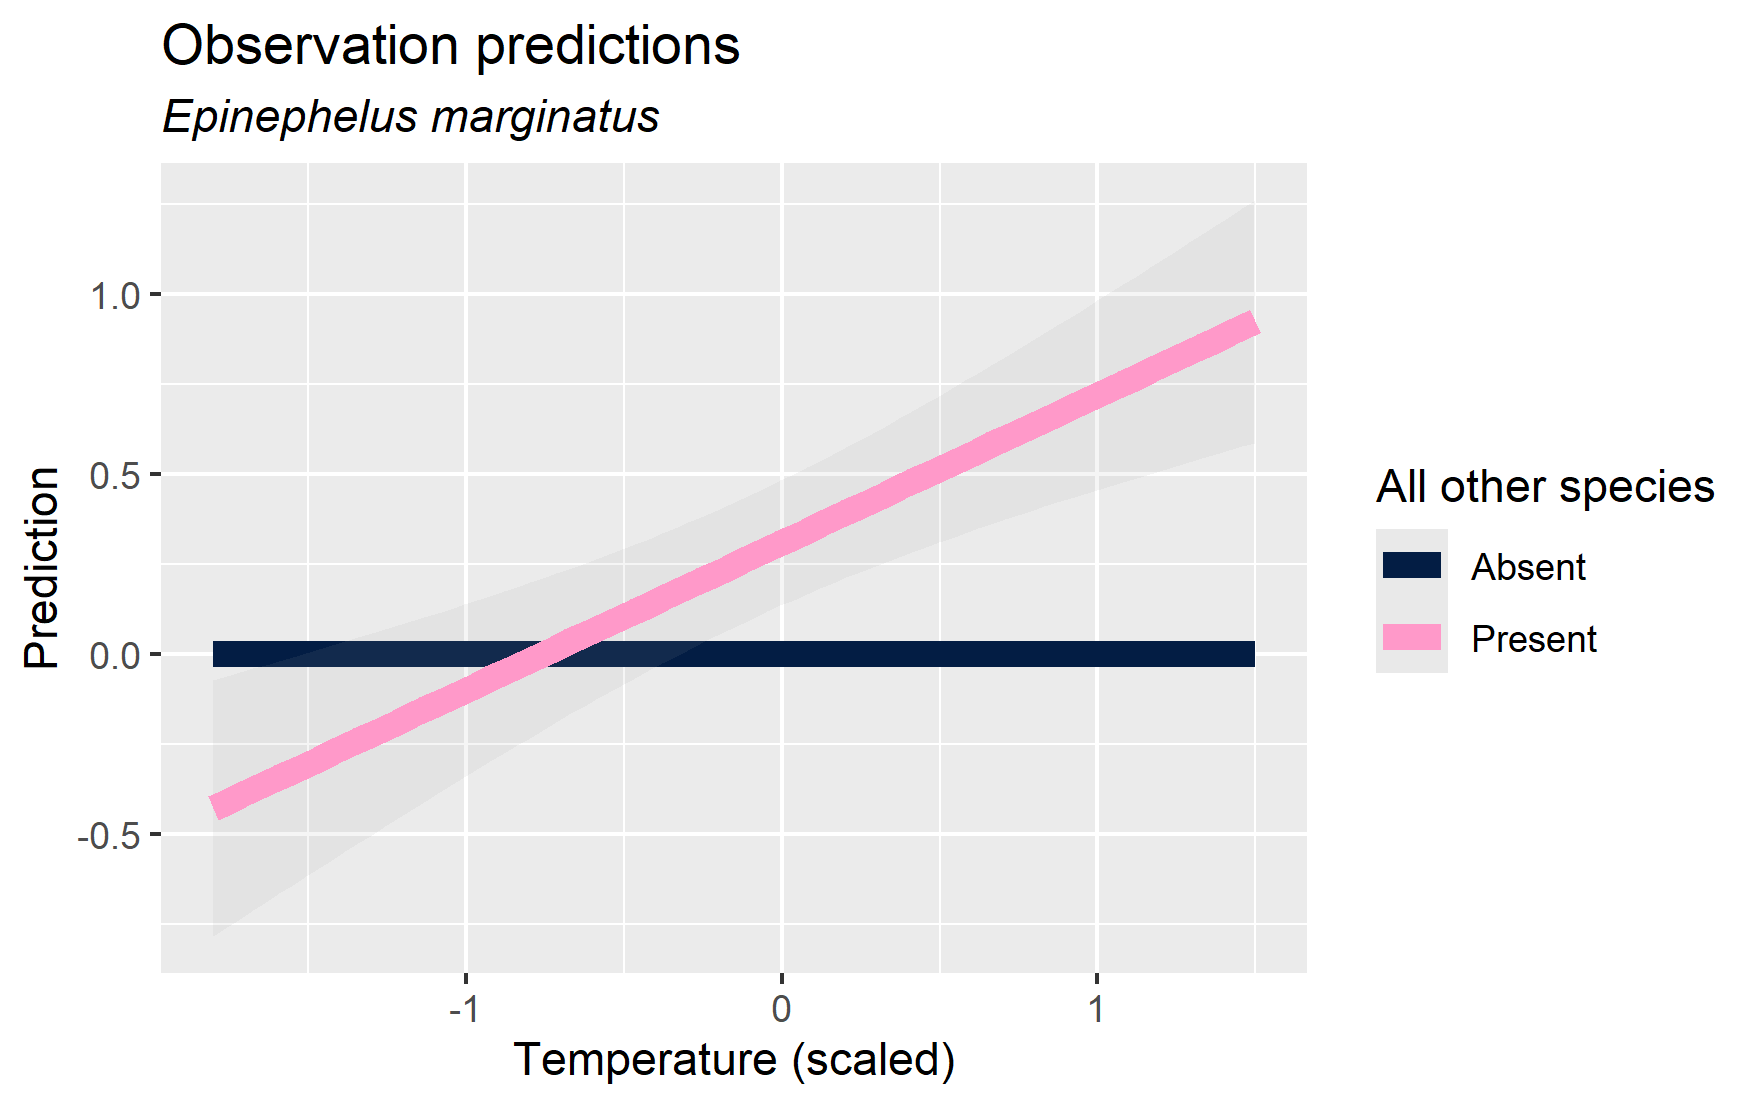 Observation predictions
Epinephelus marginatus
Prediction
1.0
0.5
0.0
-0.5
-1
0
1
Temperature (scaled)
All other species
Absent
Present